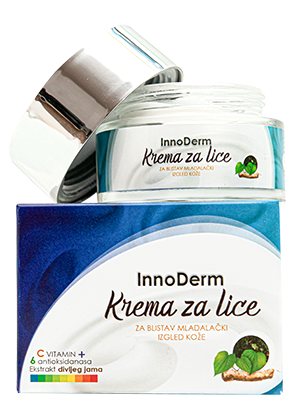 InnoDerm
Krema za lice
ZA BLISTAV MLADALAČKI
IZGLED KOŽE
InnoDerm
Krema za lice
ZA BLISTAV MLADALAČKI
IZGLED KOŽE
C VITAMIN +
6 antioksidanasa
Ekstrakt divljeg jama